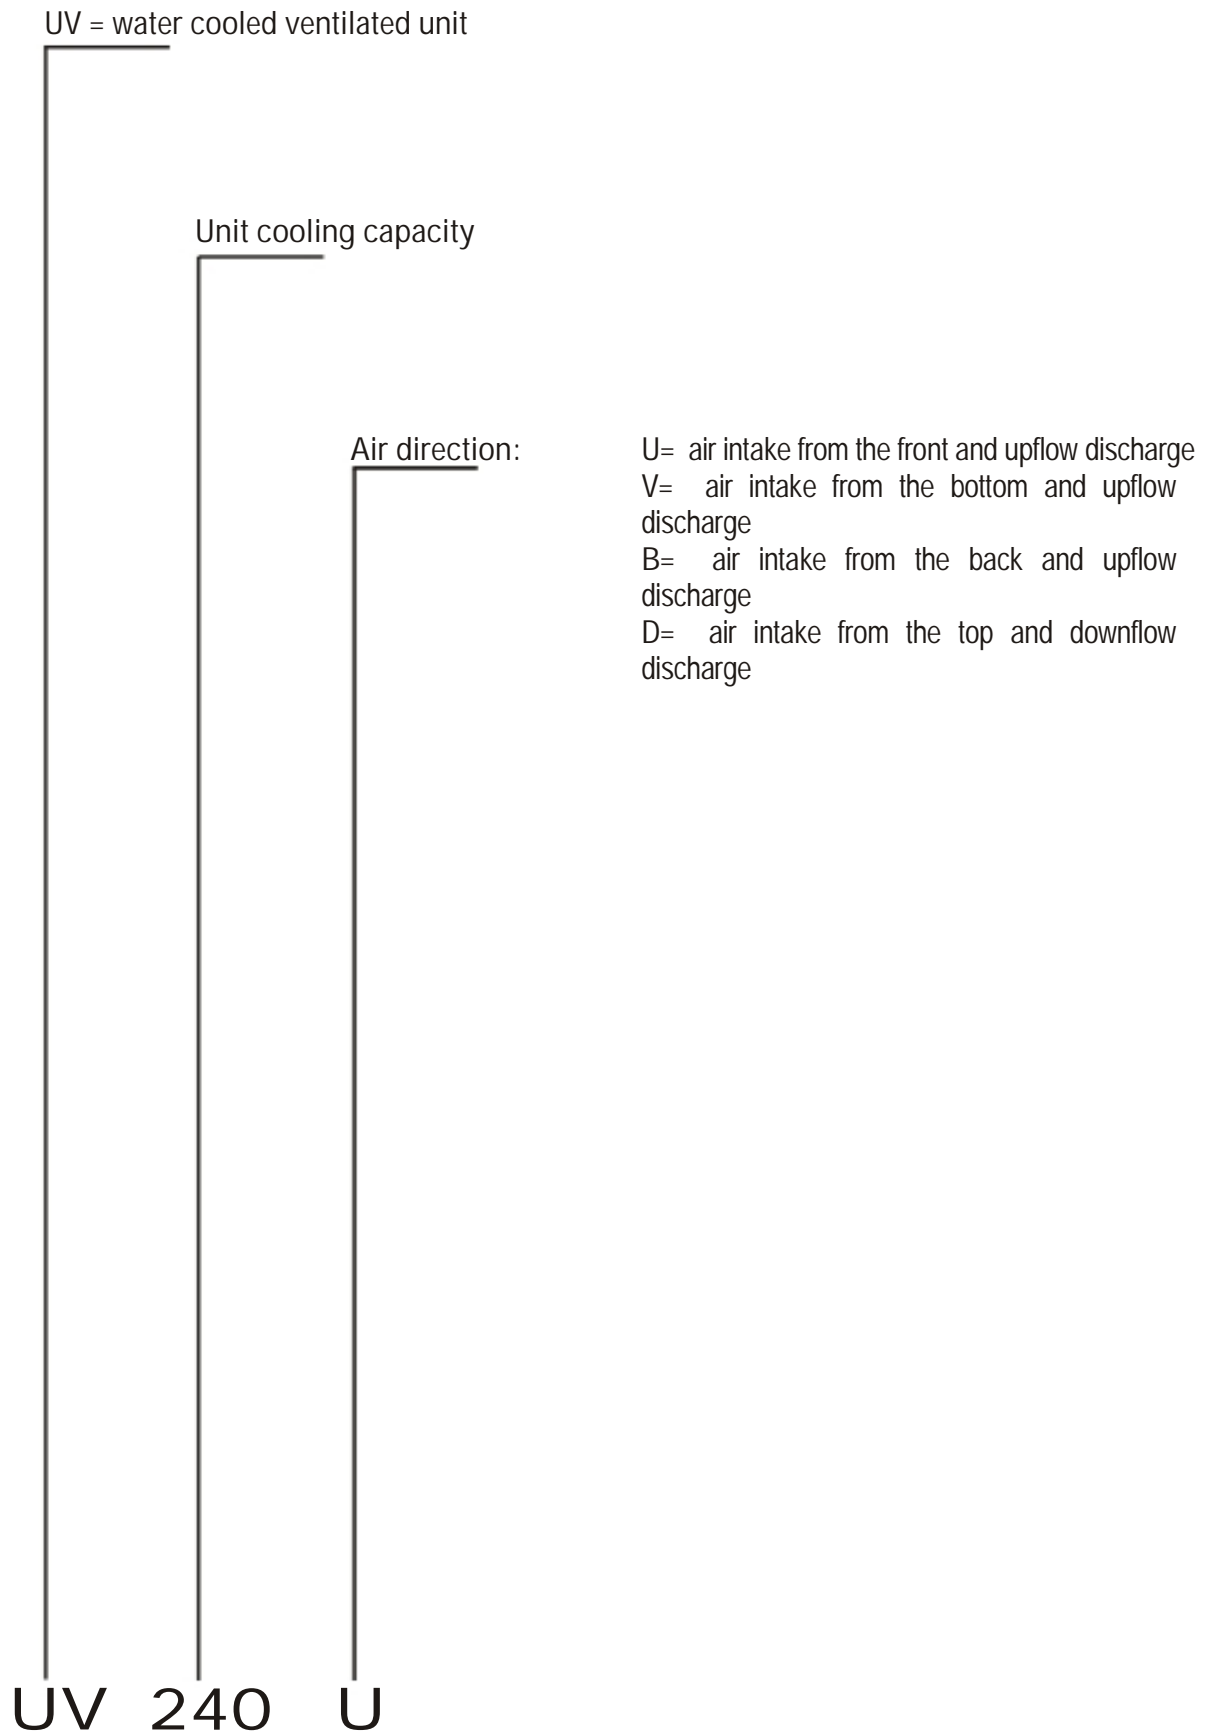 UV = water cooled ventilated unit
Unit cooling capacity
Air direction:
U= air intake from the front and upflow discharge
V= air intake from the bottom and upflow
discharge
B= air intake from the back and upflow
discharge
D= air intake from the top and downflow
discharge
UV 240 U